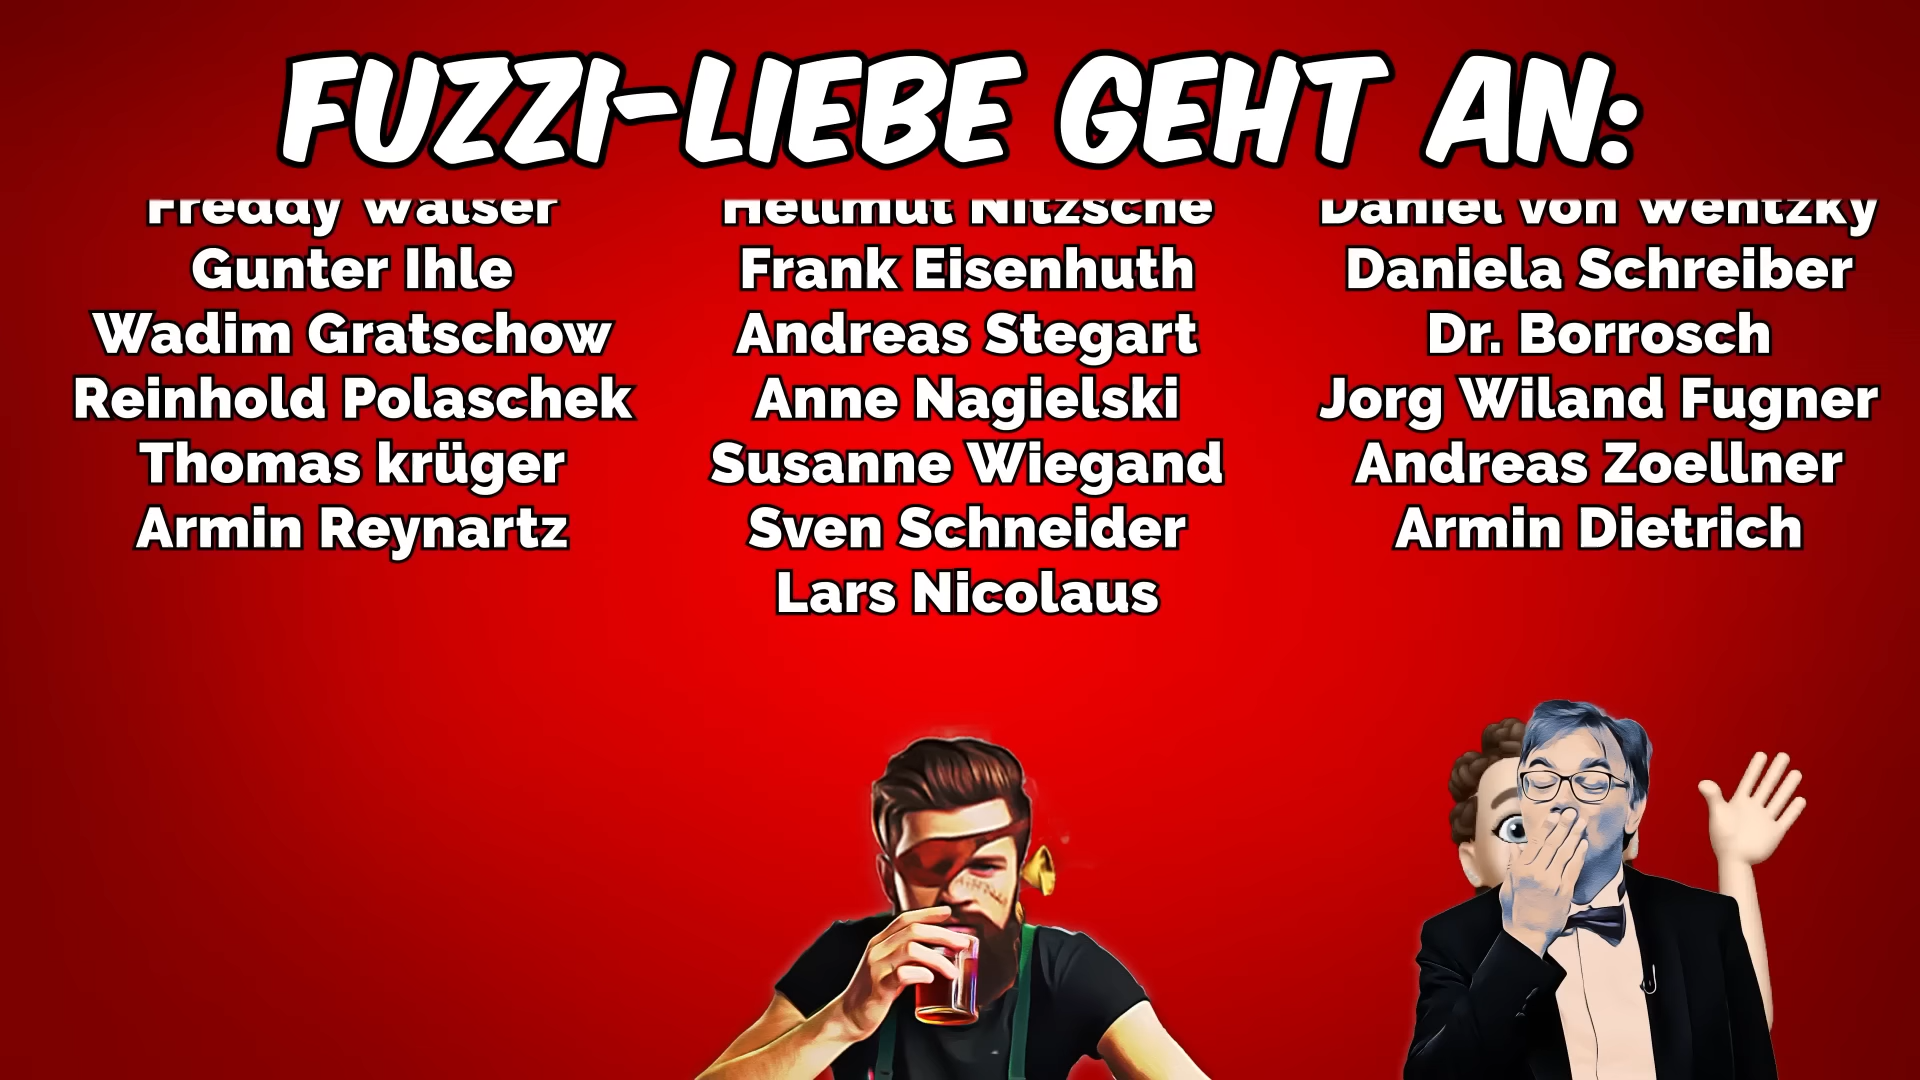 FUZZI-LIEBE GEHT AN:
Freddy Walser
Gunter Ihle
Wadim Gratschow
Reinhold Polaschek
Thomas krüger
Armin Reynartz
Hellmut Nitzsche
Frank Eisenhuth
Andreas Stegart
Anne Nagielski
Susanne Wiegand
Sven Schneider
Lars Nicolaus
Daniel von Wentzky
Daniela Schreiber
Dr. Borrosch
Jorg Wiland Fugner
Andreas Zoellner
Armin Dietrich